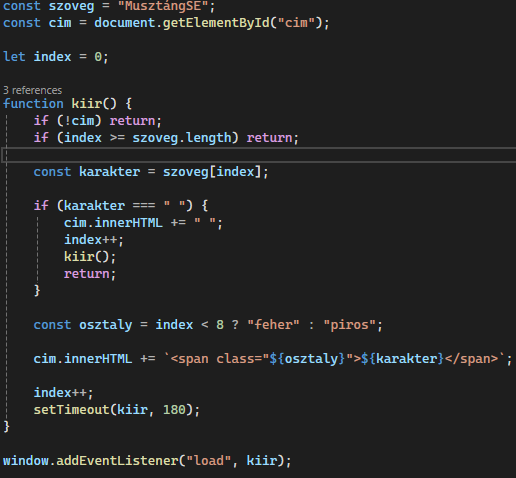 const szoveg = "MusztángSE";
const cim = document.getElementById("cim");
let index = 0;
3 references
function kiir() {
if (!cim) return;
if (index >= szoveg.length) return;
const karakter = szoveg[index];
if (karakter === " ") {
cim.innerHTML += " ";
index++;
kiir();
return;
}
const osztaly = index < 8 ? "feher" : "piros";
cim.innerHTML += `<span class="${osztaly}">${karakter}</span>`;
index++;
setTimeout(kiir, 180);
}
window.addEventListener("load", kiir);